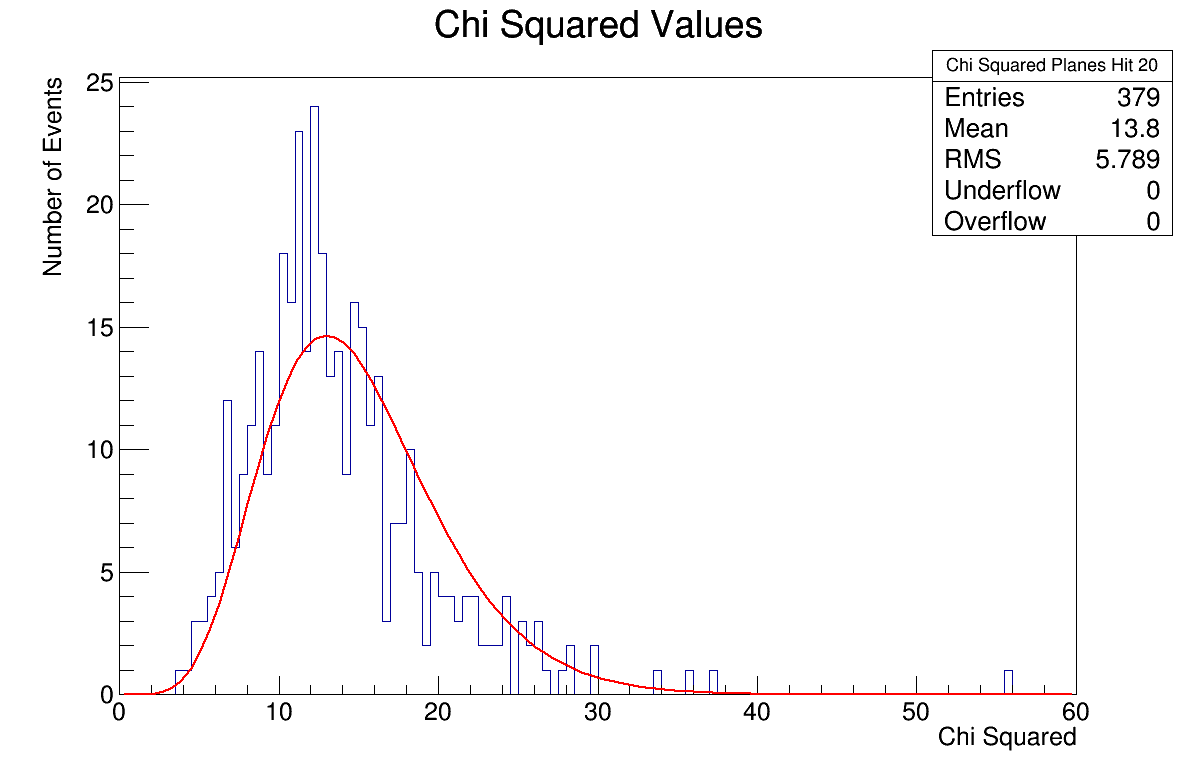 Chi Squared Values
Chi Squared Planes Hit 20
Entries 379
Mean 13.8
RMS 5.789
Underflow 0
Overflow 0
Number of Events
25
20
15
10
5
0
0 10 20 30 40 50 60
Chi Squared